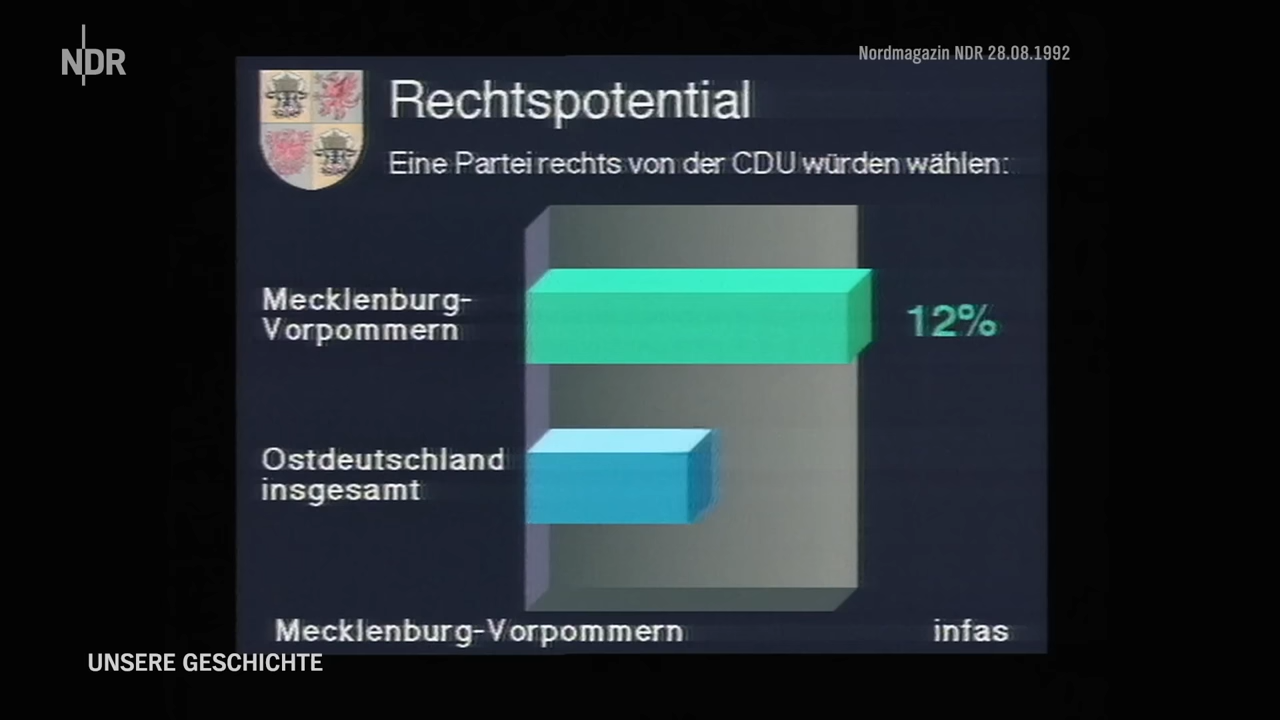 NDR
Nordmagazin NDR 28.08.1992
Rechtspotential
Eine Partei rechts von der CDU würden wählen:
Mecklenburg-
Vorpommern
12%
Ostdeutschland
insgesamt
Mecklenburg-Vorpommern
infas
UNSERE GESCHICHTE